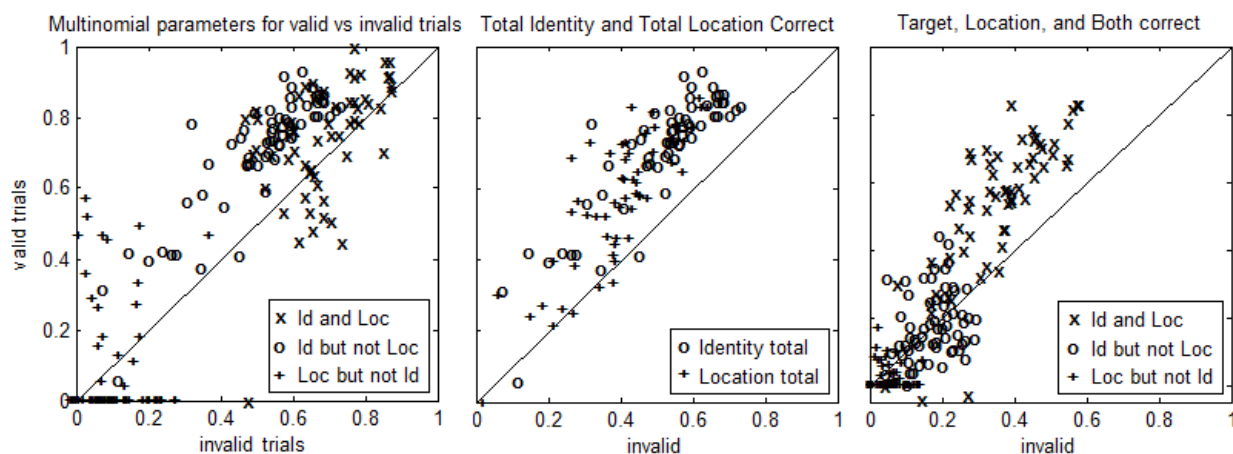 Multinomial parameters for valid vs invalid trials
1
0.8
0.6
0.4
0.2
0
valid trials
0
0.2
0.4
0.6
0.8
1
invalid trials
x Id and Loc
o Id but not Loc
+ Loc but not Id
Total Identity and Total Location Correct
0
0.2
0.4
0.6
0.8
1
invalid
o Identity total
+ Location total
Target, Location, and Both correct
0
0.2
0.4
0.6
0.8
1
invalid
x Id and Loc
o Id but not Loc
+ Loc but not Id